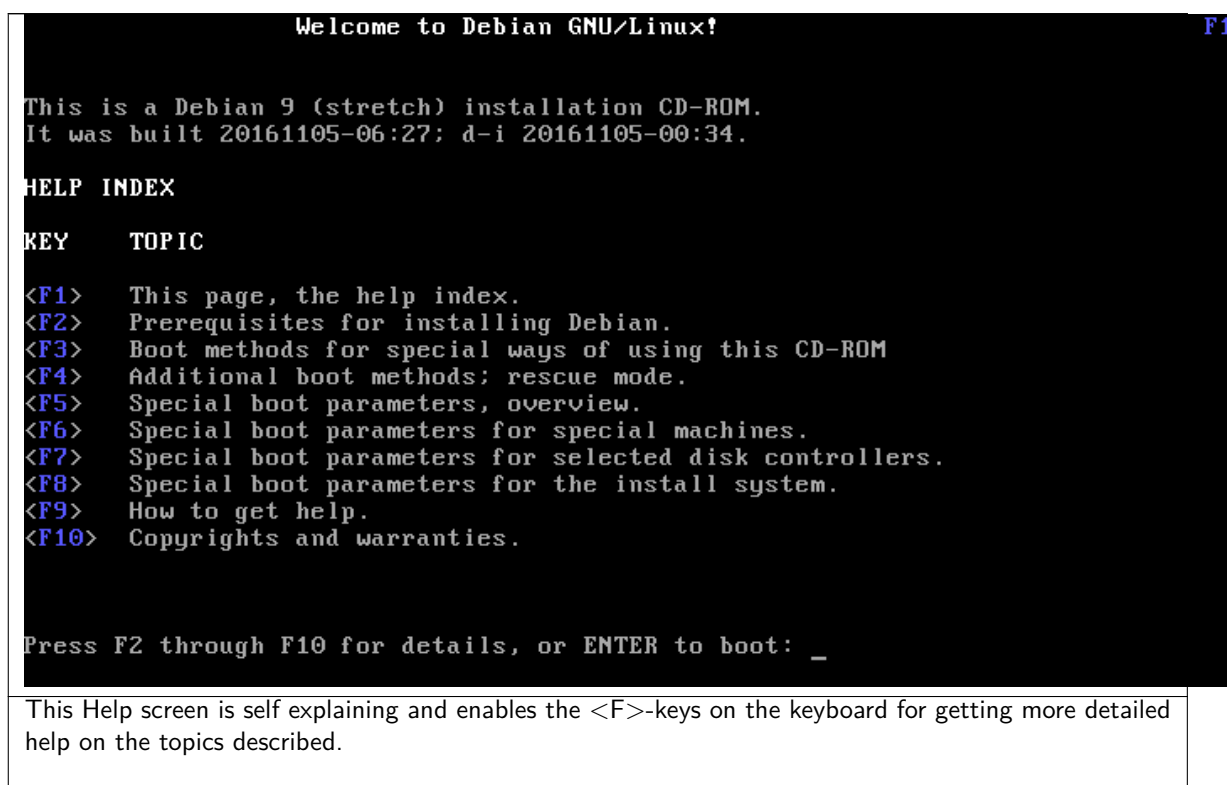 Welcome to Debian GNU/Linux! F1
This is a Debian 9 (stretch) installation CD-ROM.
It was built 20161105-06:27; d-i 20161105-00:34.
HELP INDEX
KEY TOPIC
<F1> This page, the help index.
<F2> Prerequisites for installing Debian.
<F3> Boot methods for special ways of using this CD-ROM
<F4> Additional boot methods; rescue mode.
<F5> Special boot parameters, overview.
<F6> Special boot parameters for special machines.
<F7> Special boot parameters for selected disk controllers.
<F8> Special boot parameters for the install system.
<F9> How to get help.
<F10> Copyrights and warranties.
Press F2 through F10 for details, or ENTER to boot: _
This Help screen is self explaining and enables the <F>-keys on the keyboard for getting more detailed
help on the topics described.